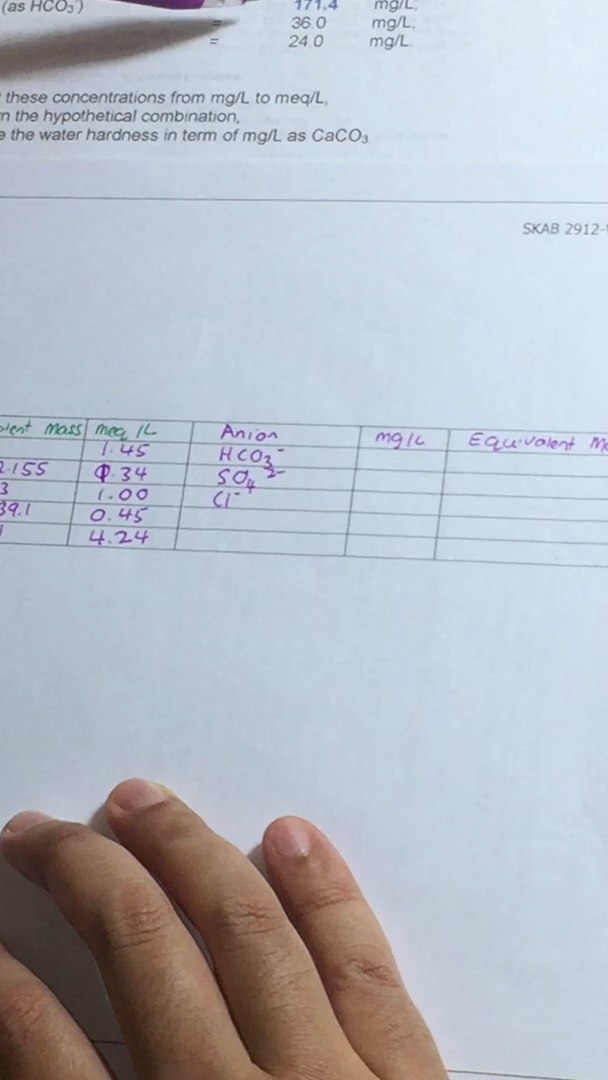 (as HCO3-) 171.4 mg/L;
= 36.0 mg/L;
= 24.0 mg/L
these concentrations from mg/L to meq/L,
the hypothetical combination,
the water hardness in term of mg/L as CaCO3
SKAB 2912-
Mass meq/L Anion mg/L Equivalent
1.45 HCO3-
2.155 1.34 SO4 2-
3 1.00 Cl-
39.1 0.45
4.24